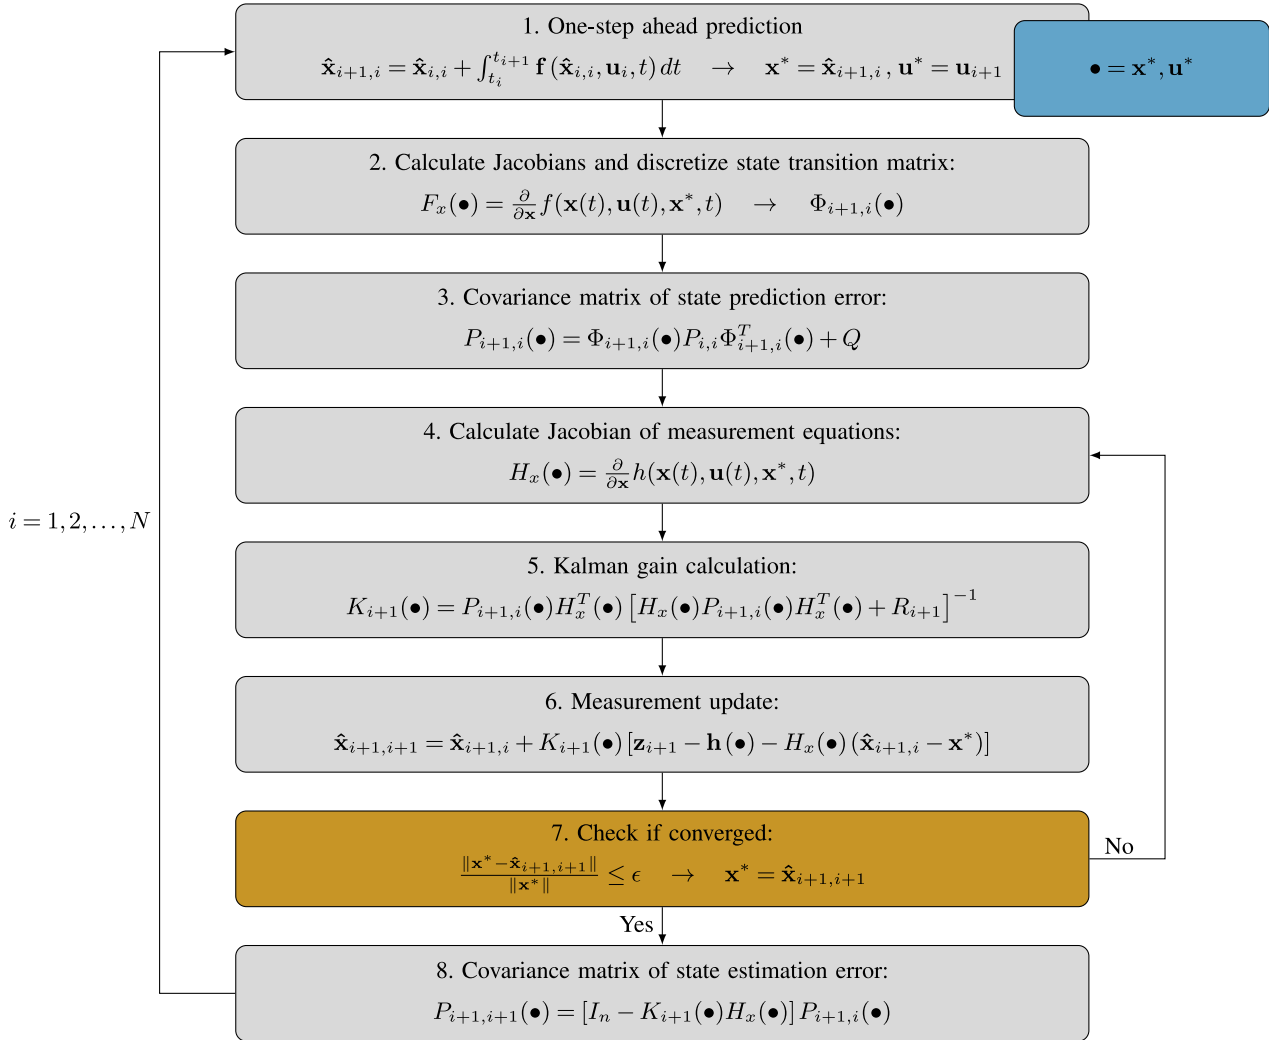 1. One-step ahead prediction
x̂_{i+1,i} = x̂_{i,i} + ∫_{t_i}^{t_{i+1}} f (x̂_{i,i}, u_i, t) dt → x* = x̂_{i+1,i} , u* = u_{i+1}
• = x*, u*
2. Calculate Jacobians and discretize state transition matrix:
F_x(•) = ∂/∂x f(x(t), u(t), x*, t) → Φ_{i+1,i}(•)
3. Covariance matrix of state prediction error:
P_{i+1,i}(•) = Φ_{i+1,i}(•)P_{i,i}Φ^T_{i+1,i}(•) + Q
4. Calculate Jacobian of measurement equations:
H_x(•) = ∂/∂x h(x(t), u(t), x*, t)
i = 1, 2, …, N
5. Kalman gain calculation:
K_{i+1}(•) = P_{i+1,i}(•)H_x^T(•) [H_x(•)P_{i+1,i}(•)H_x^T(•) + R_{i+1}]^{−1}
6. Measurement update:
x̂_{i+1,i+1} = x̂_{i+1,i} + K_{i+1}(•) [z_{i+1} − h(•) − H_x(•) (x̂_{i+1,i} − x*)]
7. Check if converged:
‖x* − x̂_{i+1,i+1}‖ / ‖x*‖ ≤ ϵ → x* = x̂_{i+1,i+1}
No
Yes
8. Covariance matrix of state estimation error:
P_{i+1,i+1}(•) = [I_n − K_{i+1}(•)H_x(•)] P_{i+1,i}(•)